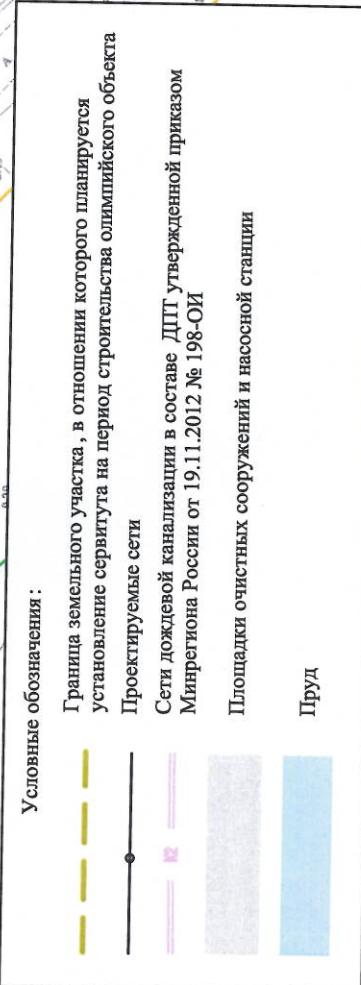 Условные обозначения:
Граница земельного участка, в отношении которого планируется
установление сервитута на период строительства олимпийского объекта
Проектируемые сети
К2
Сети дождевой канализации в составе ДПТ утвержденной приказом
Минрегиона России от 19.11.2012 № 198-ОИ
Площадки очистных сооружений и насосной станции
Пруд